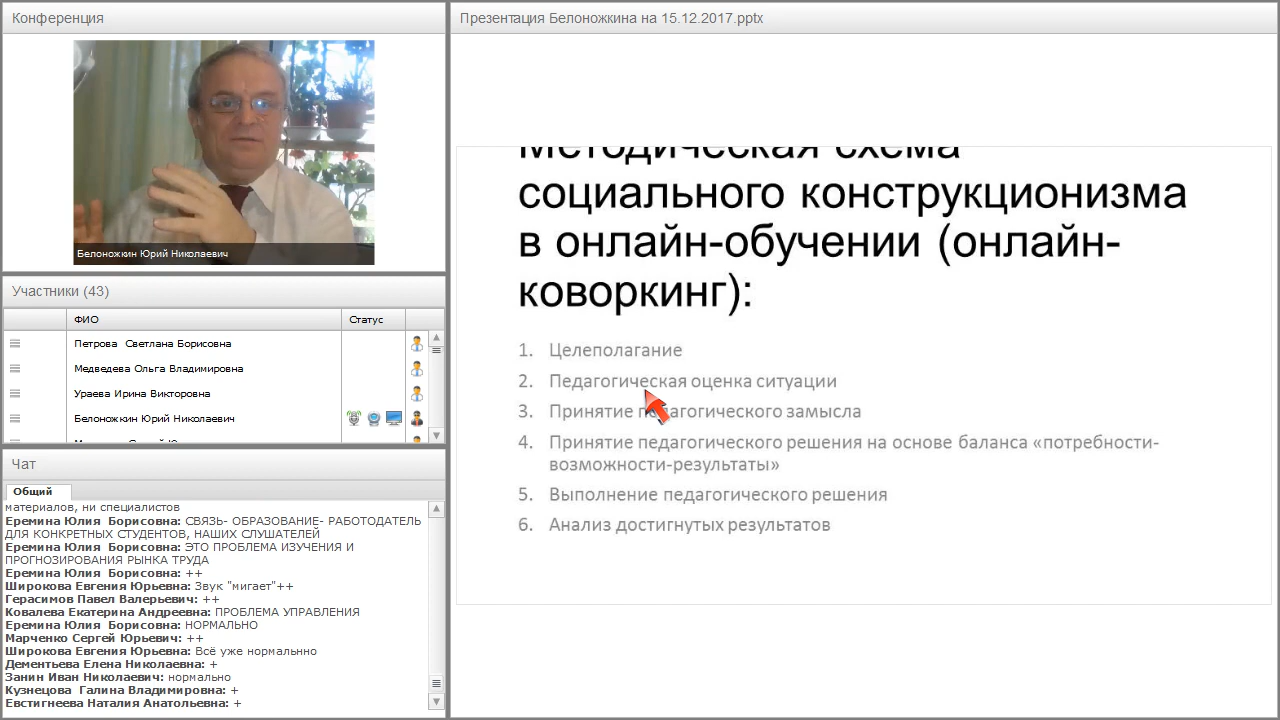 Конференция
Белоножкин Юрий Николаевич
Участники (43)
ФИО
Статус
Петрова Светлана Борисовна
Медведева Ольга Владимировна
Ураева Ирина Викторовна
Белоножкин Юрий Николаевич
Чат
Общий
материалов, ни специалистов
Еремина Юлия Борисовна: СВЯЗЬ- ОБРАЗОВАНИЕ- РАБОТОДАТЕЛЬ
ДЛЯ КОНКРЕТНЫХ СТУДЕНТОВ, НАШИХ СЛУШАТЕЛЕЙ
Еремина Юлия Борисовна: ЭТО ПРОБЛЕМА ИЗУЧЕНИЯ И
ПРОГНОЗИРОВАНИЯ РЫНКА ТРУДА
Еремина Юлия Борисовна: ++
Широкова Евгения Юрьевна: Звук "мигает"++
Герасимов Павел Валерьевич: ++
Ковалева Екатерина Андреевна: ПРОБЛЕМА УПРАВЛЕНИЯ
Еремина Юлия Борисовна: НОРМАЛЬНО
Марченко Сергей Юрьевич: ++
Широкова Евгения Юрьевна: Всё уже нормальнно
Дементьева Елена Николаевна: +
Занин Иван Николаевич: нормально
Кузнецова Галина Владимировна: +
Евстигнеева Наталия Анатольевна: +
Презентация Белоножкина на 15.12.2017.pptx
Методическая схема
социального конструкционизма
в онлайн-обучении (онлайн-
коворкинг):
1. Целеполагание
2. Педагогическая оценка ситуации
3. Принятие педагогического замысла
4. Принятие педагогического решения на основе баланса «потребности-
возможности-результаты»
5. Выполнение педагогического решения
6. Анализ достигнутых результатов